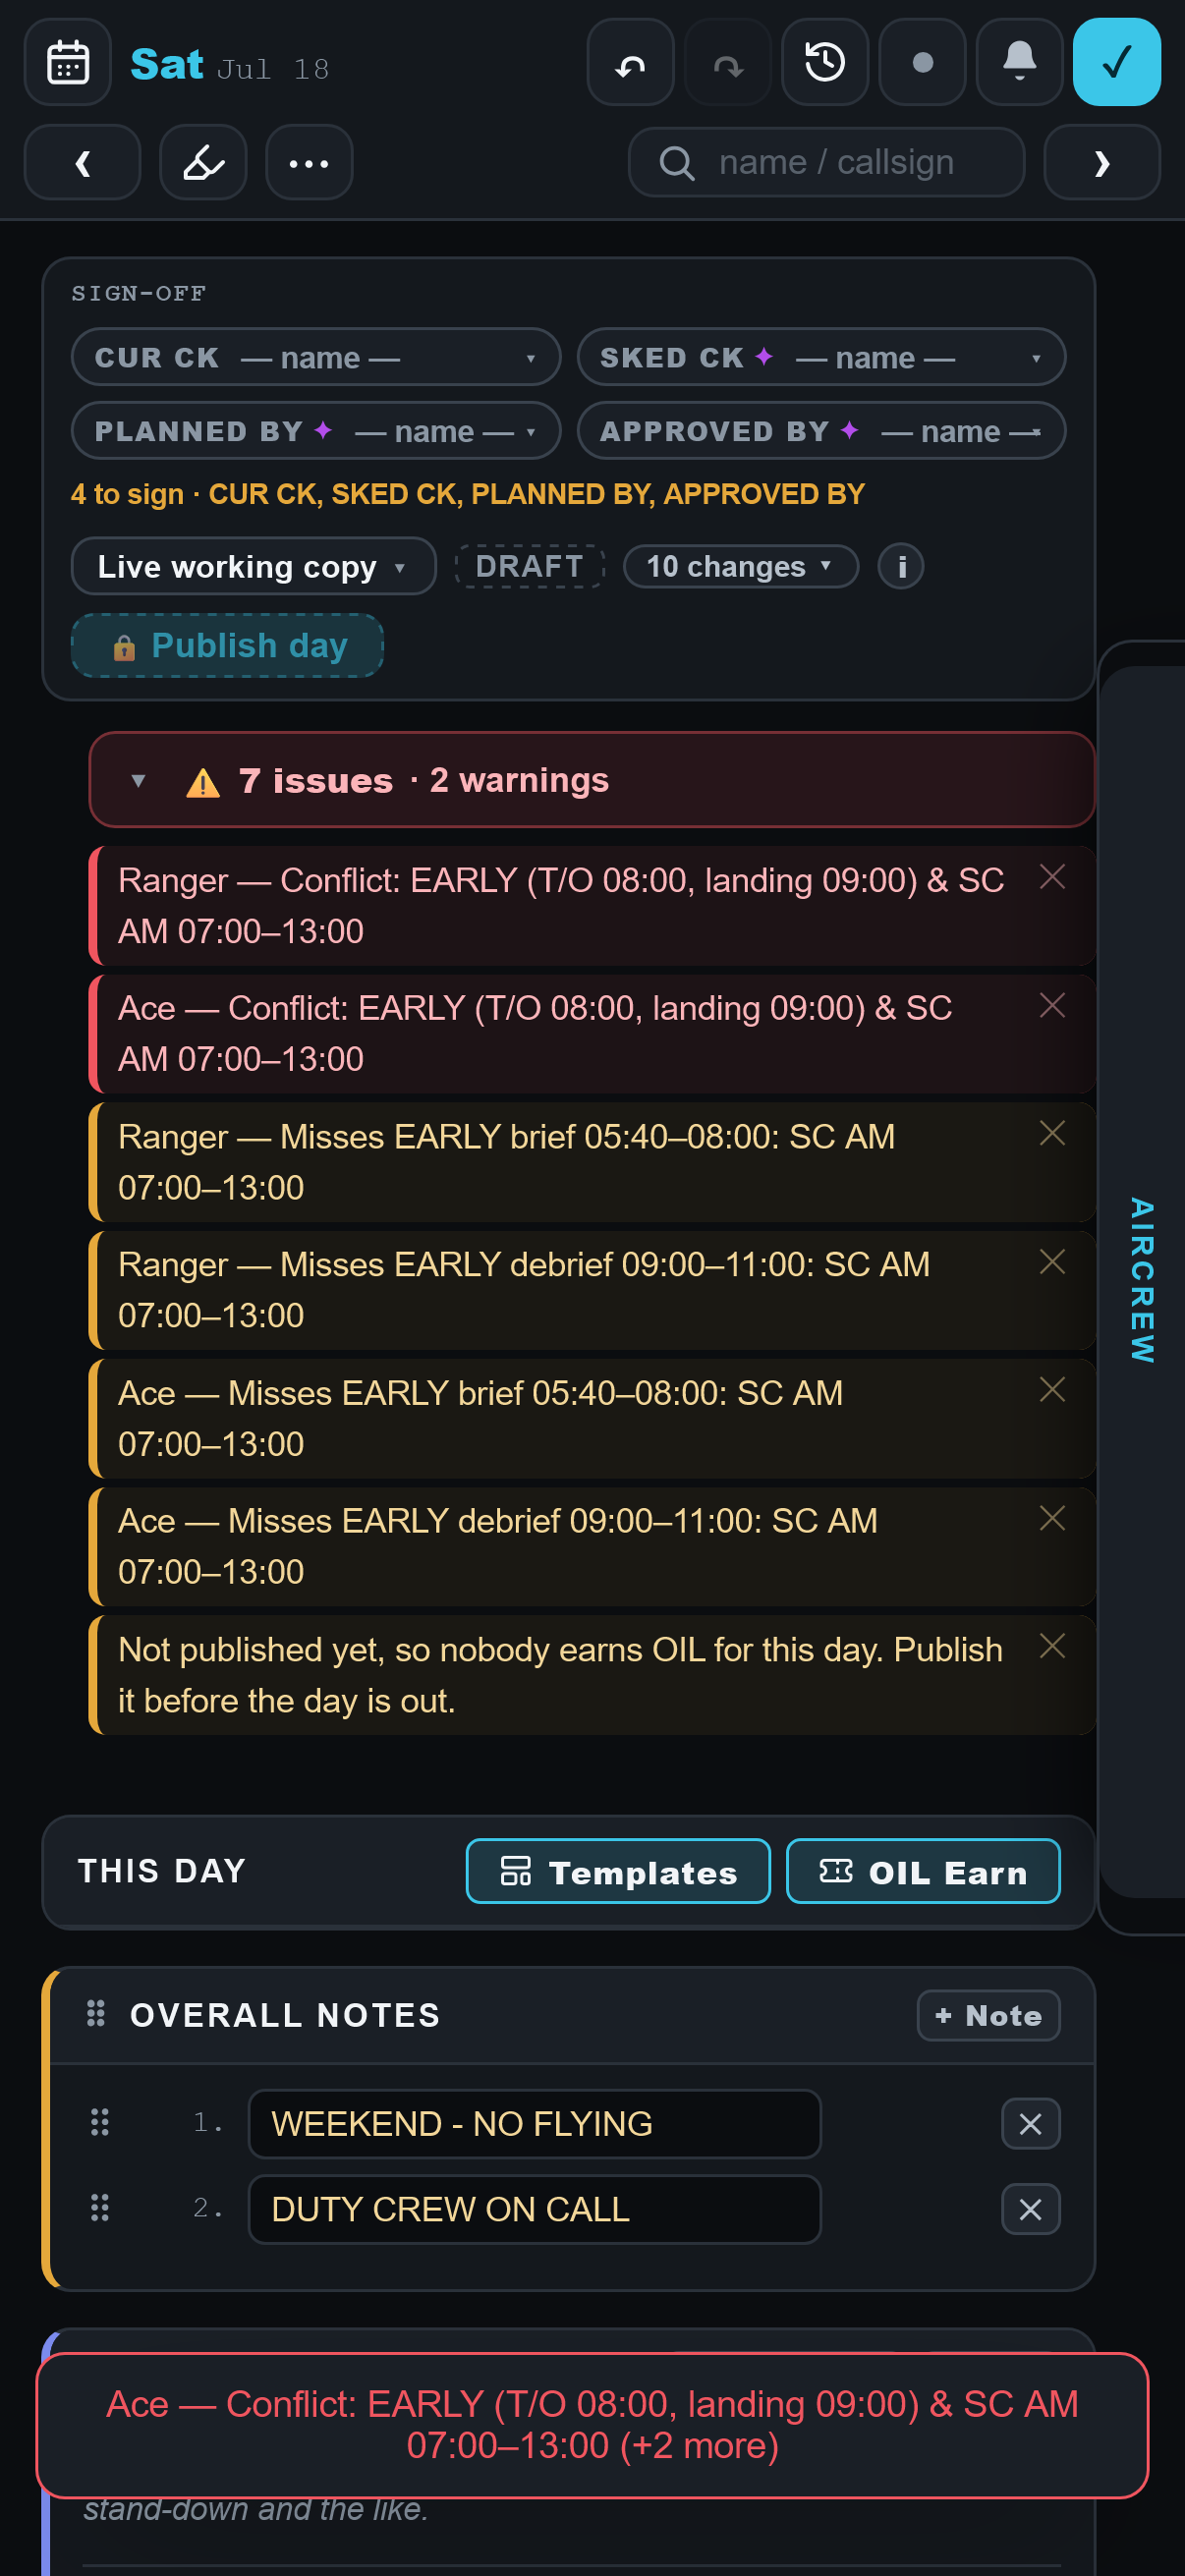 Sat Jul 18
name / callsign
SIGN-OFF
CUR CK — name —
SKED CK ✦ — name —
PLANNED BY ✦ — name —
APPROVED BY ✦ — name —
4 to sign · CUR CK, SKED CK, PLANNED BY, APPROVED BY
Live working copy
DRAFT
10 changes
i
Publish day
7 issues · 2 warnings
Ranger — Conflict: EARLY (T/O 08:00, landing 09:00) & SC
AM 07:00–13:00
Ace — Conflict: EARLY (T/O 08:00, landing 09:00) & SC
AM 07:00–13:00
Ranger — Misses EARLY brief 05:40–08:00: SC AM
07:00–13:00
Ranger — Misses EARLY debrief 09:00–11:00: SC AM
07:00–13:00
Ace — Misses EARLY brief 05:40–08:00: SC AM
07:00–13:00
Ace — Misses EARLY debrief 09:00–11:00: SC AM
07:00–13:00
Not published yet, so nobody earns OIL for this day. Publish
it before the day is out.
AIRCREW
THIS DAY
Templates
OIL Earn
OVERALL NOTES
+ Note
1. WEEKEND - NO FLYING
2. DUTY CREW ON CALL
Ace — Conflict: EARLY (T/O 08:00, landing 09:00) & SC AM
07:00–13:00 (+2 more)
stand-down and the like.